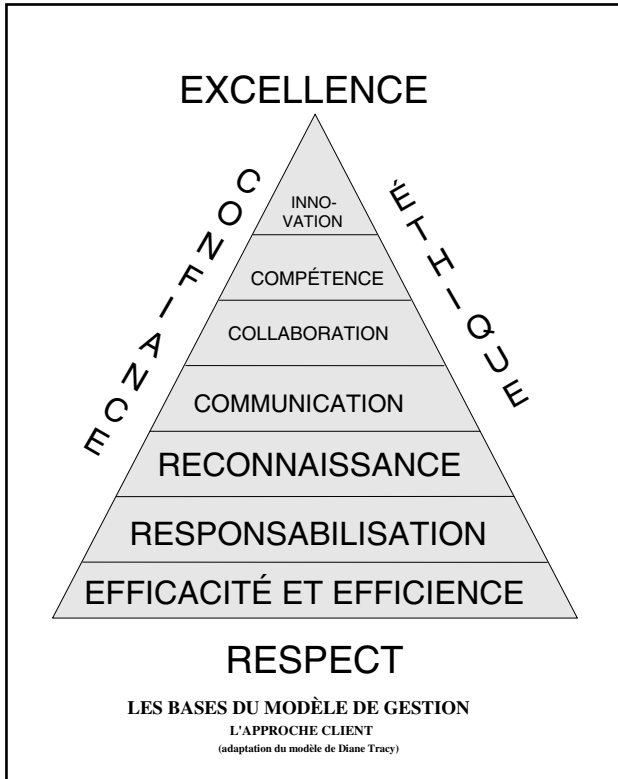 EXCELLENCE
CONFIANCE
ÉTHIQUE
INNO-
VATION
COMPÉTENCE
COLLABORATION
COMMUNICATION
RECONNAISSANCE
RESPONSABILISATION
EFFICACITÉ ET EFFICIENCE
RESPECT
LES BASES DU MODÈLE DE GESTION
L'APPROCHE CLIENT
(adaptation du modèle de Diane Tracy)